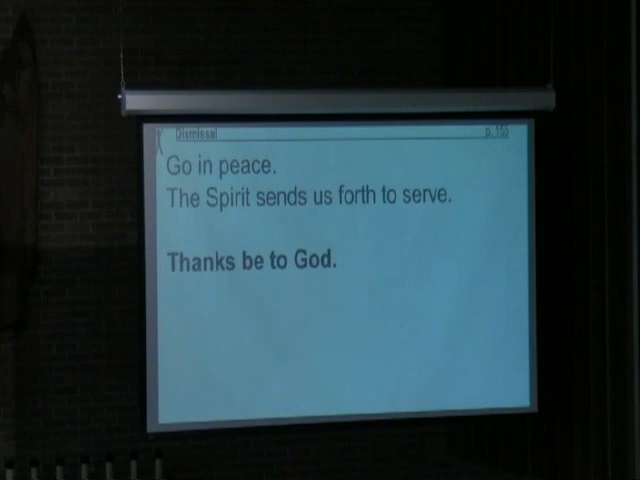 Dismissal
Go in peace.
The Spirit sends us forth to serve.
Thanks be to God.